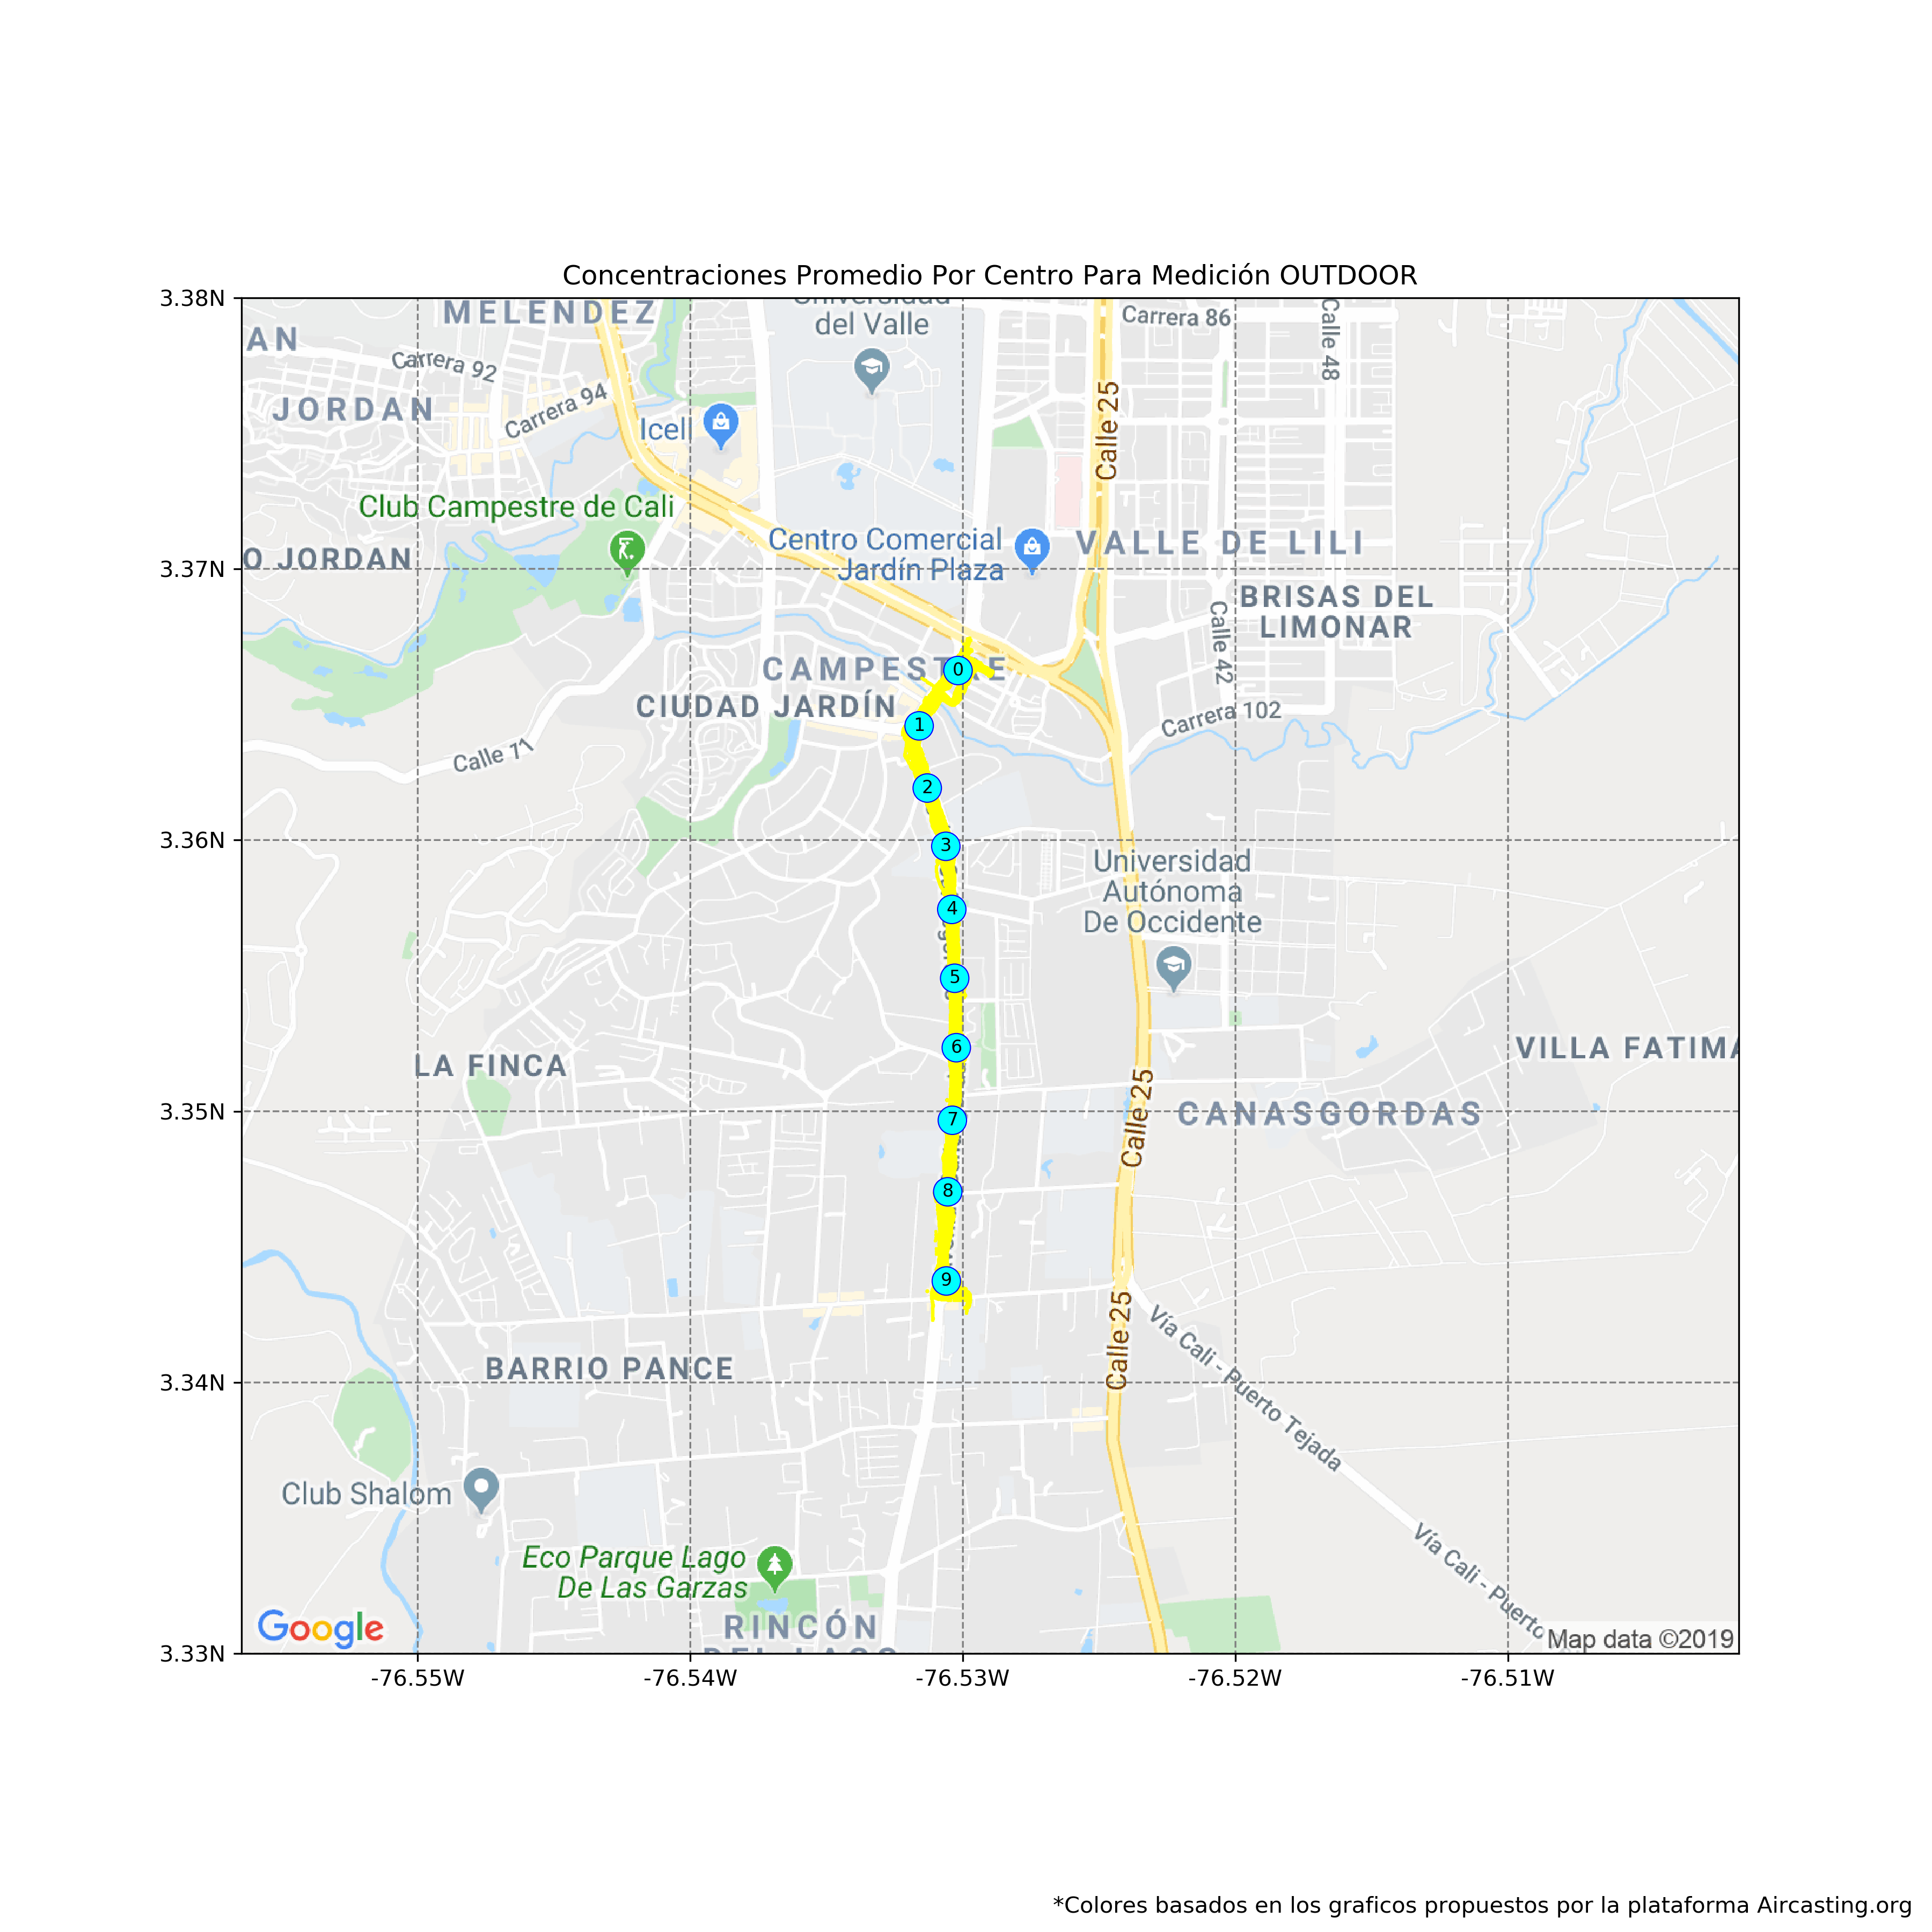 Concentraciones Promedio Por Centro Para Medición OUTDOOR
3.38N
3.37N
3.36N
3.35N
3.34N
3.33N
-76.55W
-76.54W
-76.53W
-76.52W
-76.51W
MELENDEZ
Universidad
del Valle
Carrera 86
Calle 48
AN
Carrera 92
JORDAN
Carrera 94
Icell
Calle 25
Club Campestre de Cali
O JORDAN
Centro Comercial
Jardín Plaza
VALLE DE LILI
BRISAS DEL
LIMONAR
Calle 42
CAMPESTRE
CIUDAD JARDÍN
Carrera 102
Calle 71
0
1
2
3
4
5
6
7
8
9
Universidad
Autónoma
De Occidente
LA FINCA
VILLA FATIMA
CANASGORDAS
Calle 25
Calle 25
BARRIO PANCE
Vía Cali - Puerto Tejada
Club Shalom
Vía Cali - Puerto
Eco Parque Lago
De Las Garzas
RINCÓN
DEL LAGO
Google
Map data ©2019
*Colores basados en los graficos propuestos por la plataforma Aircasting.org